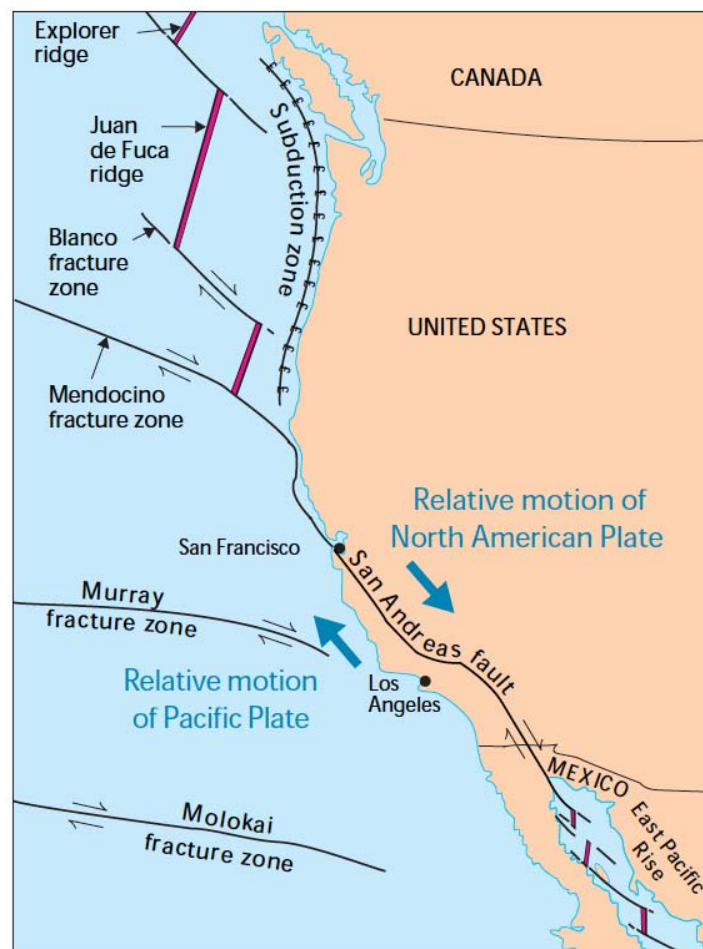 Explorer
ridge
CANADA
Juan
de Fuca
ridge
Subduction zone
Blanco
fracture
zone
UNITED STATES
Mendocino
fracture zone
Relative motion of
North American Plate
San Francisco
San Andreas fault
Murray
fracture zone
Relative motion
of Pacific Plate
Los
Angeles
MEXICO
East Pacific
Rise
Molokai
fracture zone